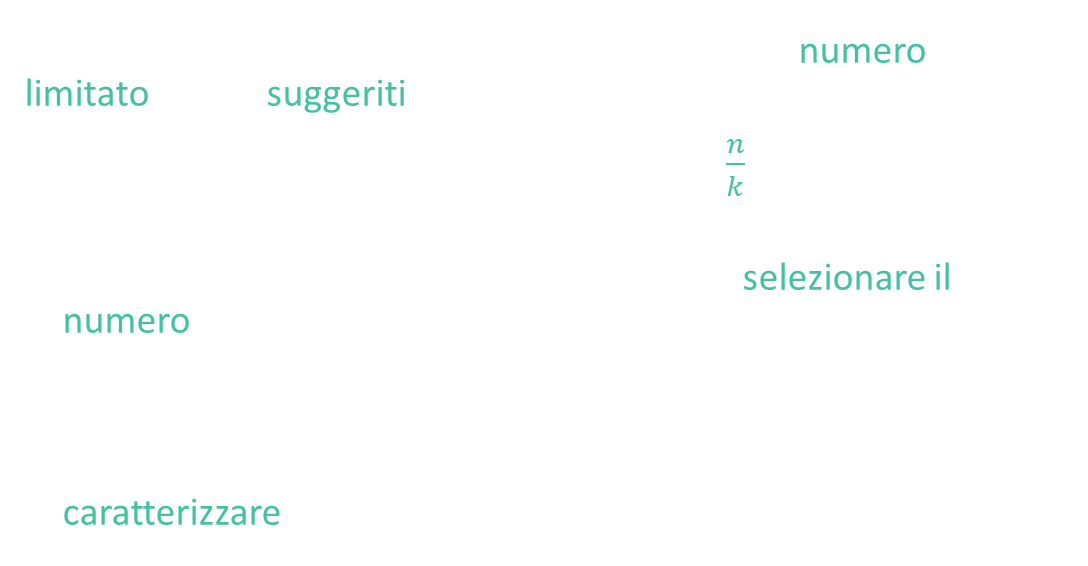 numero
limitato suggeriti
n/k
selezionare il
numero
caratterizzare